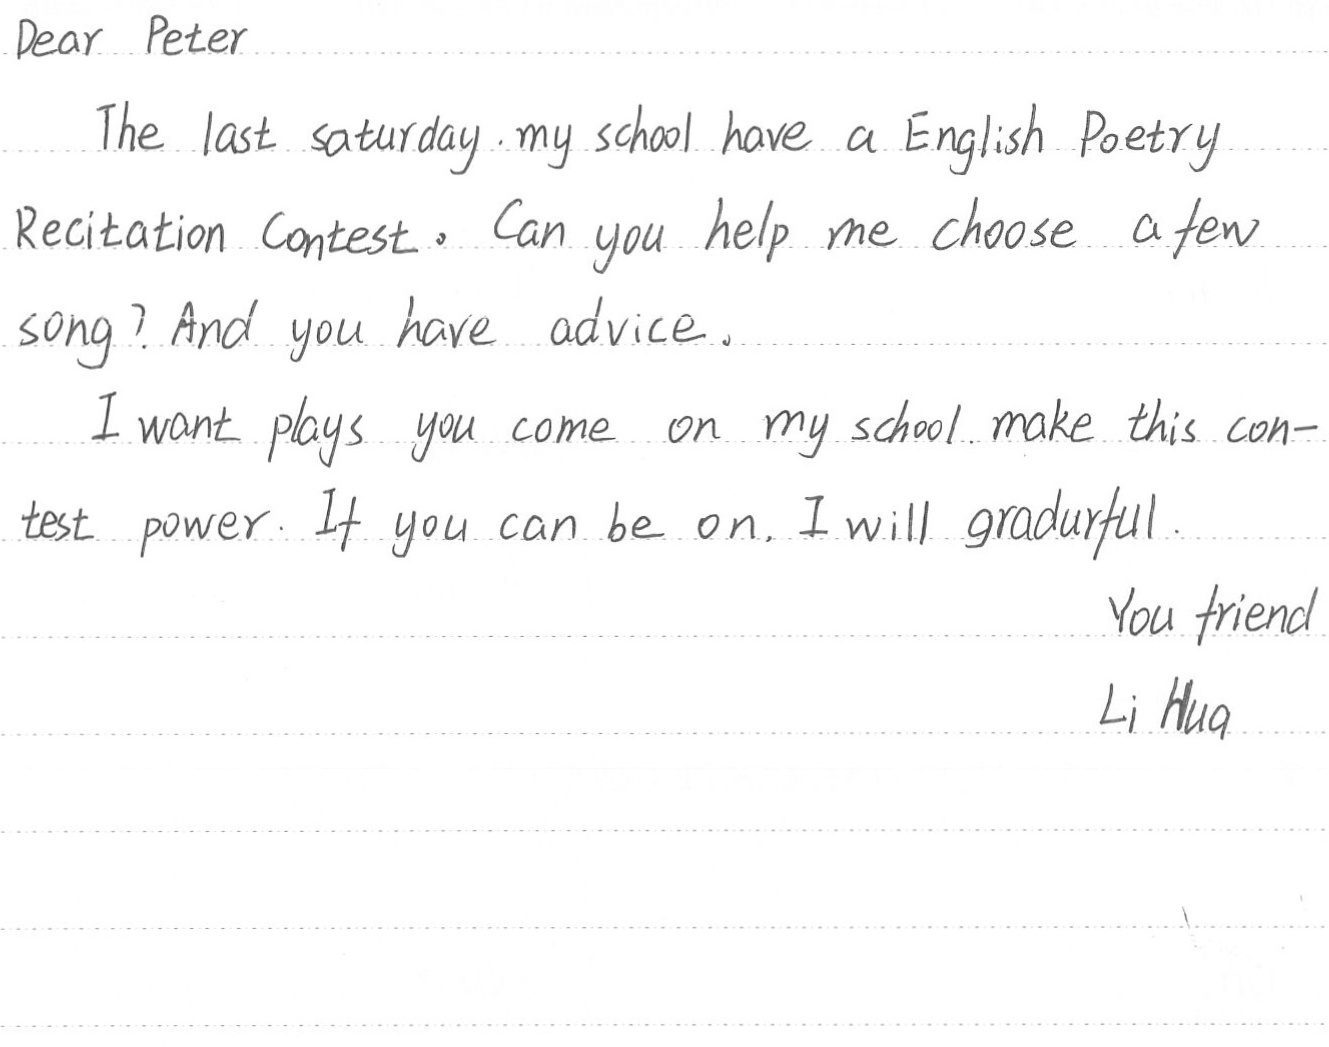 Dear Peter
The last saturday. my school have a English Poetry
Recitation Contest. Can you help me choose a few
song? And you have advice.
I want plays you come on my school make this con-
test power. If you can be on, I will gradurful.
You friend
Li Hua